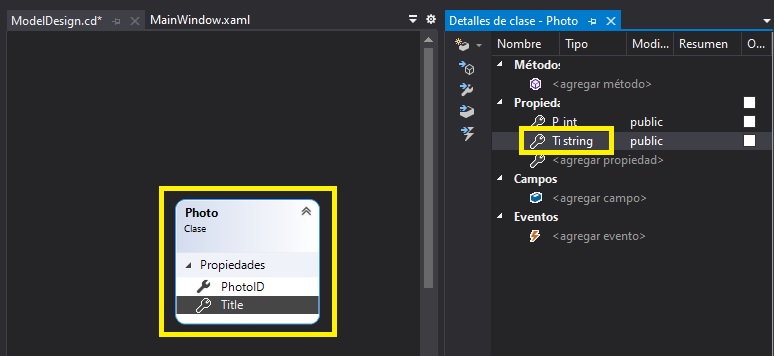 ModelDesign.cd*
MainWindow.xaml
Photo
Clase
Propiedades
PhotoID
Title
Detalles de clase - Photo
Nombre Tipo Modi... Resumen O...
Métodos
<agregar método>
Propieda
P int public
Ti string public
<agregar propiedad>
Campos
<agregar campo>
Eventos
<agregar evento>